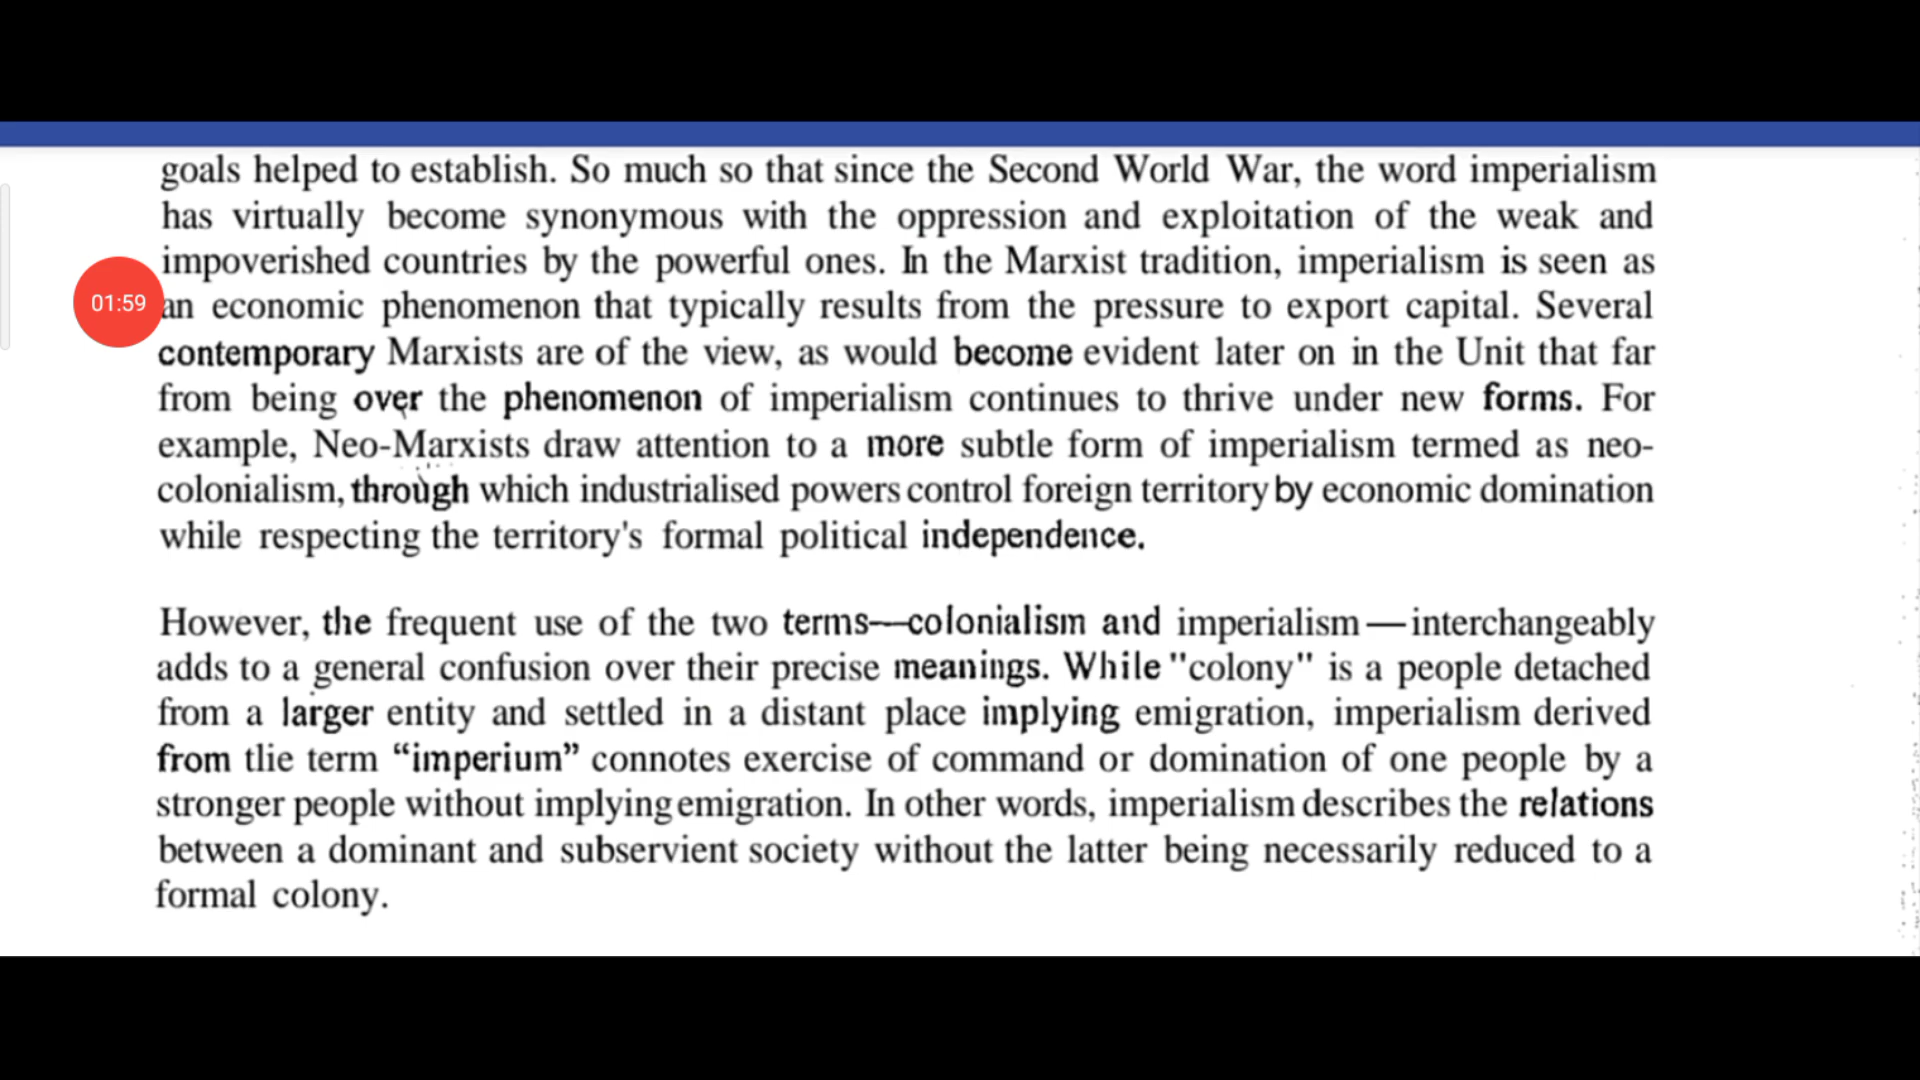 goals helped to establish. So much so that since the Second World War, the word imperialism
has virtually become synonymous with the oppression and exploitation of the weak and
impoverished countries by the powerful ones. In the Marxist tradition, imperialism is seen as
01:59
an economic phenomenon that typically results from the pressure to export capital. Several
contemporary Marxists are of the view, as would become evident later on in the Unit that far
from being over the phenomenon of imperialism continues to thrive under new forms. For
example, Neo-Marxists draw attention to a more subtle form of imperialism termed as neo-
colonialism, through which industrialised powers control foreign territory by economic domination
while respecting the territory's formal political independence.
However, the frequent use of the two terms—colonialism and imperialism—interchangeably
adds to a general confusion over their precise meanings. While "colony" is a people detached
from a larger entity and settled in a distant place implying emigration, imperialism derived
from tlie term “imperium” connotes exercise of command or domination of one people by a
stronger people without implying emigration. In other words, imperialism describes the relations
between a dominant and subservient society without the latter being necessarily reduced to a
formal colony.